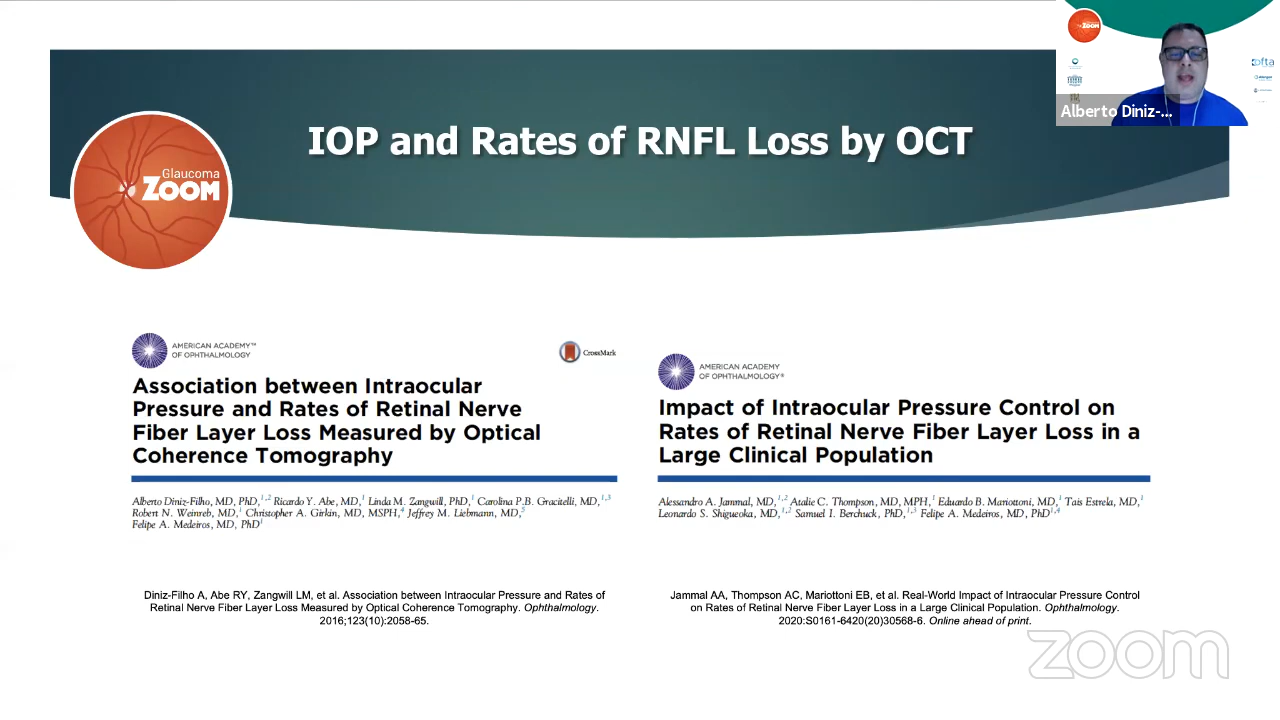 IOP and Rates of RNFL Loss by OCT
Glaucoma
ZOOM
Alberto Diniz-...
AMERICAN ACADEMY™
OF OPHTHALMOLOGY
CrossMark
Association between Intraocular
Pressure and Rates of Retinal Nerve
Fiber Layer Loss Measured by Optical
Coherence Tomography
Alberto Diniz-Filho, MD, PhD,1,2 Ricardo Y. Abe, MD,1 Linda M. Zangwill, PhD,1 Carolina P.B. Gracitelli, MD,1,3
Robert N. Weinreb, MD,1 Christopher A. Girkin, MD, MSPH,4 Jeffrey M. Liebmann, MD,5
Felipe A. Medeiros, MD, PhD1
Diniz-Filho A, Abe RY, Zangwill LM, et al. Association between Intraocular Pressure and Rates of
Retinal Nerve Fiber Layer Loss Measured by Optical Coherence Tomography. Ophthalmology.
2016;123(10):2058-65.
AMERICAN ACADEMY
OF OPHTHALMOLOGY®
Impact of Intraocular Pressure Control on
Rates of Retinal Nerve Fiber Layer Loss in a
Large Clinical Population
Alessandro A. Jammal, MD,1,2 Atalie C. Thompson, MD, MPH,1 Eduardo B. Mariottoni, MD,1 Tais Estrela, MD,1
Leonardo S. Shigueoka, MD,1,2 Samuel I. Berchuck, PhD,1,3 Felipe A. Medeiros, MD, PhD1,4
Jammal AA, Thompson AC, Mariottoni EB, et al. Real-World Impact of Intraocular Pressure Control
on Rates of Retinal Nerve Fiber Layer Loss in a Large Clinical Population. Ophthalmology.
2020:S0161-6420(20)30568-6. Online ahead of print.
zoom